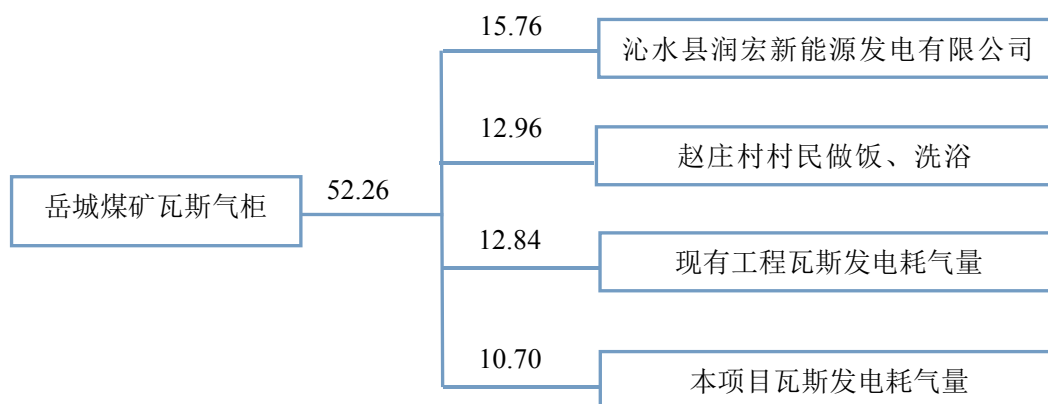 15.76
沁水县润宏新能源发电有限公司
12.96
赵庄村村民做饭、洗浴
岳城煤矿瓦斯气柜
52.26
12.84
现有工程瓦斯发电耗气量
10.70
本项目瓦斯发电耗气量